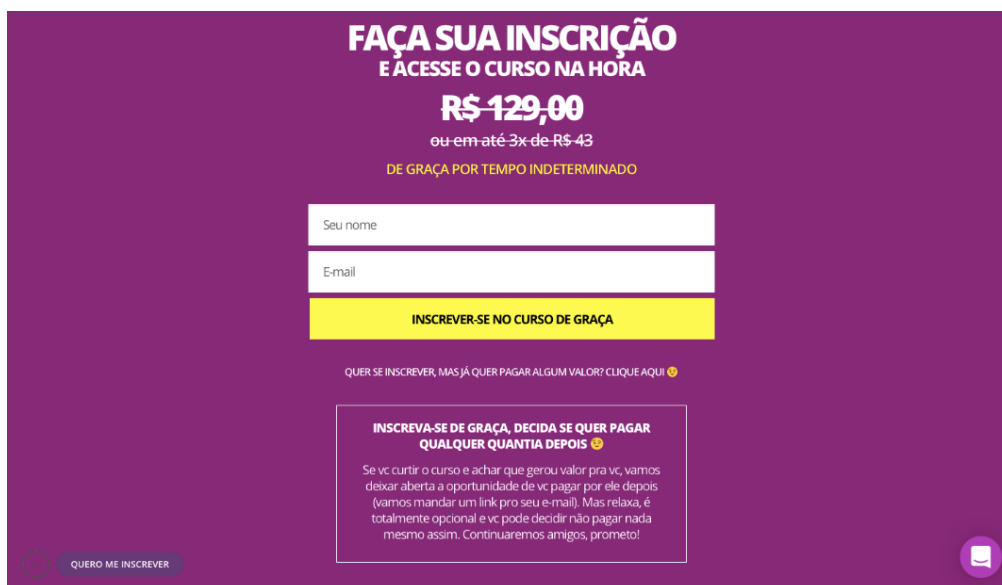 FAÇA SUA INSCRIÇÃO
E ACESSE O CURSO NA HORA
R$ 129,00
ou em até 3x de R$ 43
DE GRAÇA POR TEMPO INDETERMINADO
Seu nome
E-mail
INSCREVER-SE NO CURSO DE GRAÇA
QUER SE INSCREVER, MAS JÁ QUER PAGAR ALGUM VALOR? CLIQUE AQUI 😉
INSCREVA-SE DE GRAÇA, DECIDA SE QUER PAGAR
QUALQUER QUANTIA DEPOIS 😉
Se vc curtir o curso e achar que gerou valor pra vc, vamos
deixar aberta a oportunidade de vc pagar por ele depois
(vamos mandar um link pro seu e-mail). Mas relaxa, é
totalmente opcional e vc pode decidir não pagar nada
mesmo assim. Continuaremos amigos, prometo!
QUERO ME INSCREVER